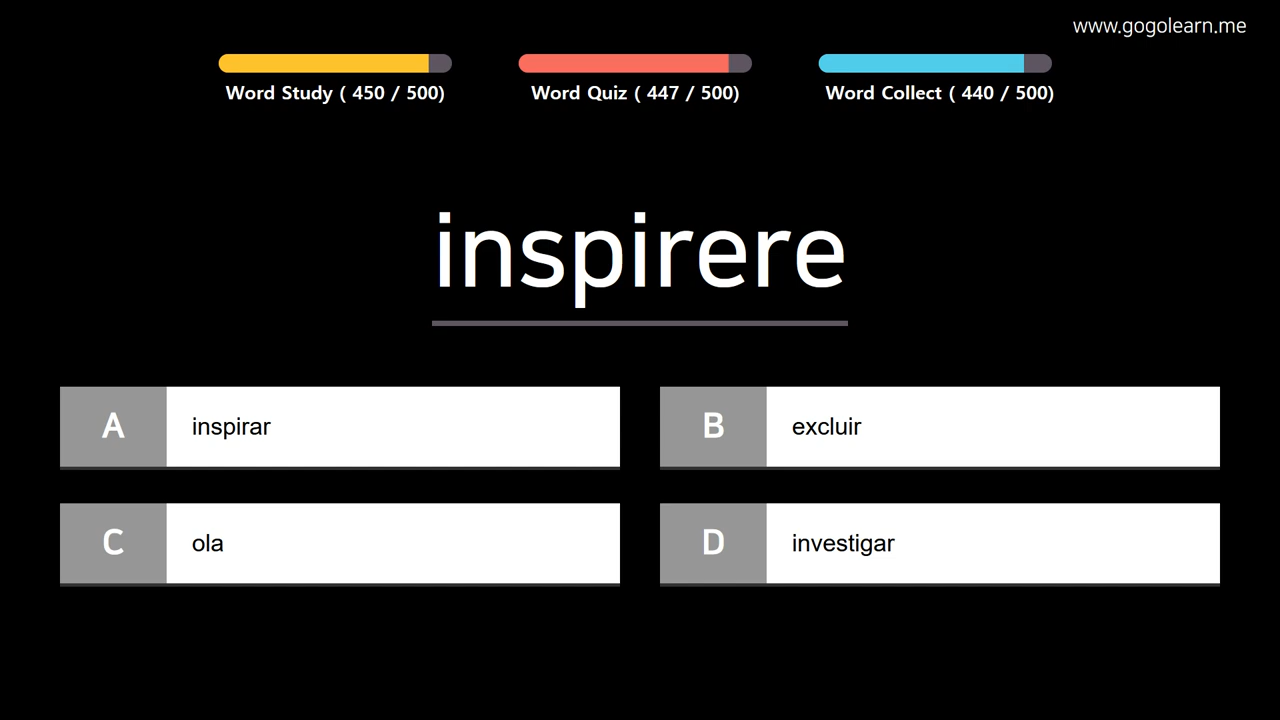 www.gogolearn.me
Word Study ( 450 / 500)
Word Quiz ( 447 / 500)
Word Collect ( 440 / 500)
inspirere
A inspirar
B excluir
C ola
D investigar